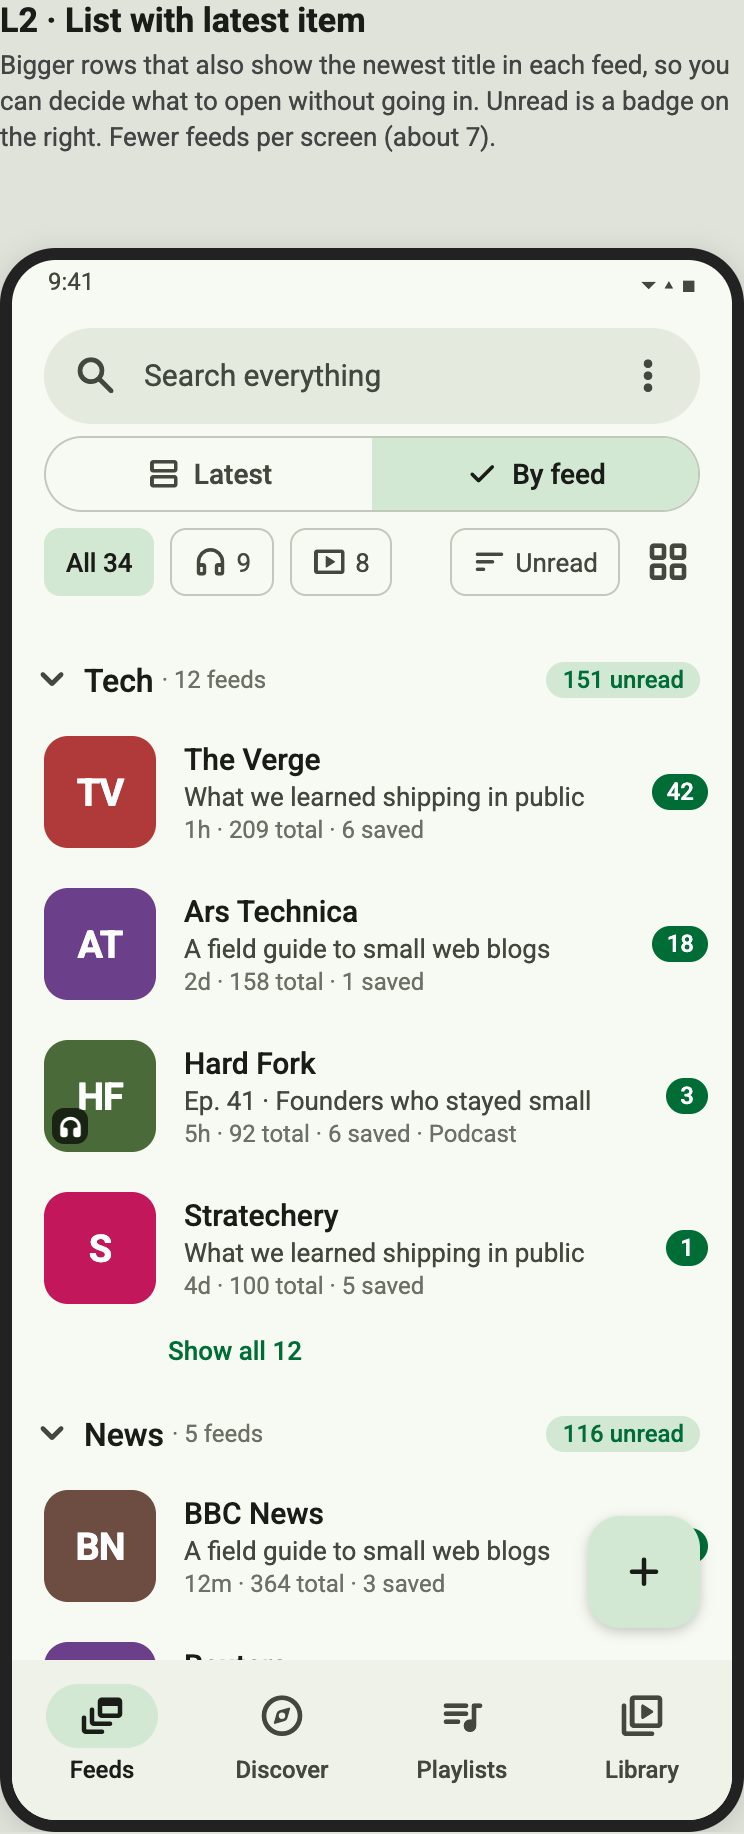 L2 · List with latest item
Bigger rows that also show the newest title in each feed, so you
can decide what to open without going in. Unread is a badge on
the right. Fewer feeds per screen (about 7).
9:41
Search everything
Latest
By feed
All 34
9
8
Unread
Tech · 12 feeds
151 unread
TV
The Verge
What we learned shipping in public
1h · 209 total · 6 saved
42
AT
Ars Technica
A field guide to small web blogs
2d · 158 total · 1 saved
18
HF
Hard Fork
Ep. 41 · Founders who stayed small
5h · 92 total · 6 saved · Podcast
3
S
Stratechery
What we learned shipping in public
4d · 100 total · 5 saved
1
Show all 12
News · 5 feeds
116 unread
BN
BBC News
A field guide to small web blogs
12m · 364 total · 3 saved
Feeds
Discover
Playlists
Library